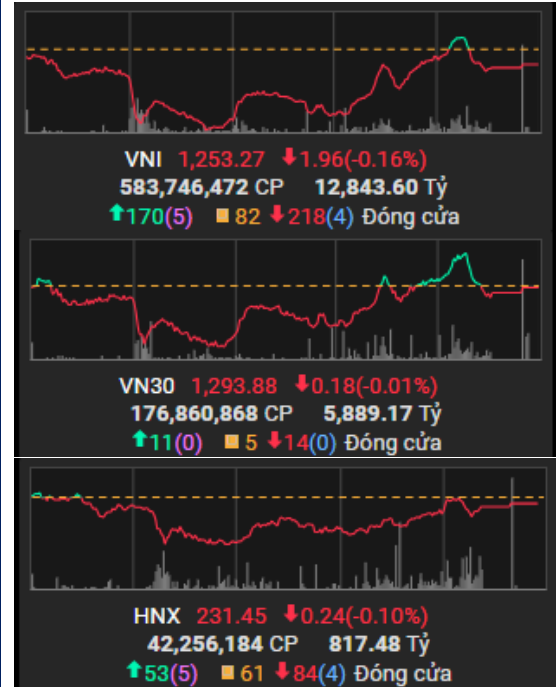 VNI 1,253.27 ⬇1.96(-0.16%)
583,746,472 CP 12,843.60 Tỷ
⬆170(5) ■82 ⬇218(4) Đóng cửa
VN30 1,293.88 ⬇0.18(-0.01%)
176,860,868 CP 5,889.17 Tỷ
⬆11(0) ■5 ⬇14(0) Đóng cửa
HNX 231.45 ⬇0.24(-0.10%)
42,256,184 CP 817.48 Tỷ
⬆53(5) ■61 ⬇84(4) Đóng cửa